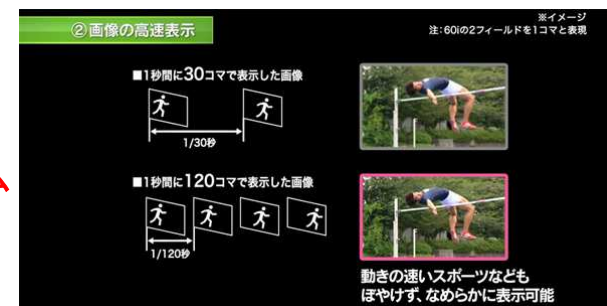 ②画像の高速表示
※イメージ
注:60iの2フィールドを1コマと表現
■1秒間に30コマで表示した画像
1/30秒
■1秒間に120コマで表示した画像
1/120秒
動きの速いスポーツなども
ぼやけず、なめらかに表示可能